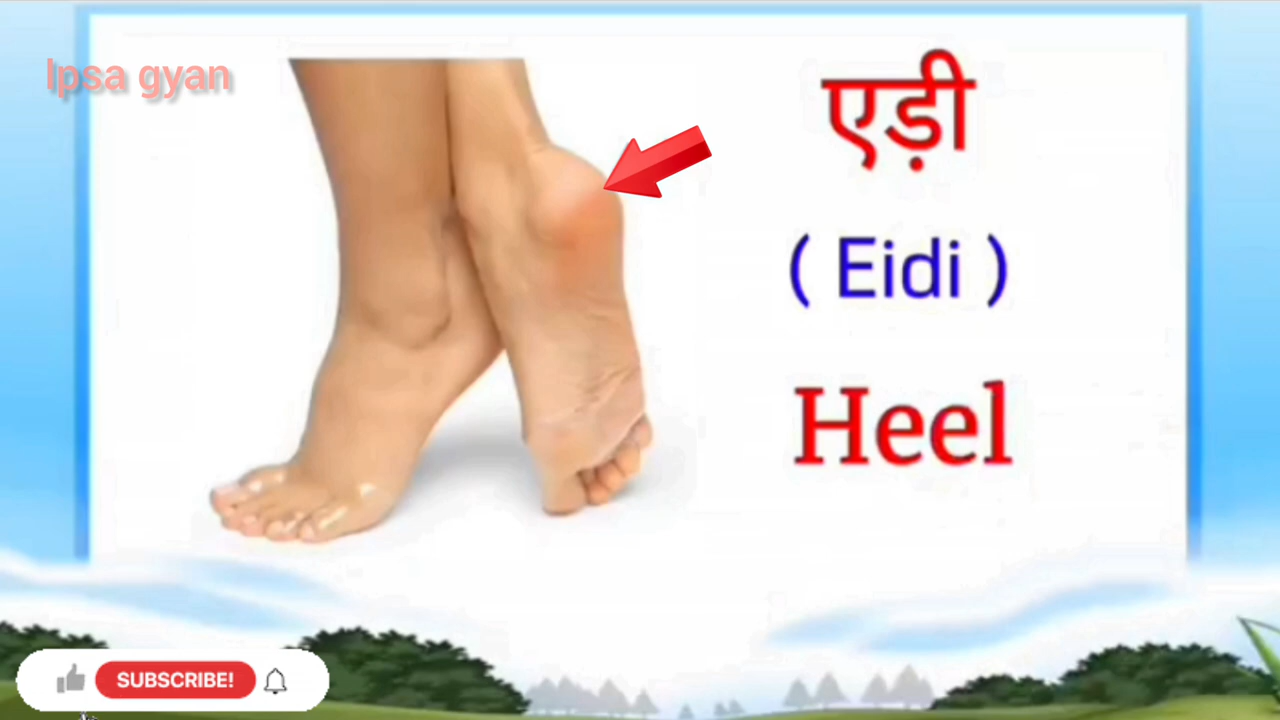 Ipsa gyan
एड़ी
( Eidi )
Heel
SUBSCRIBE!